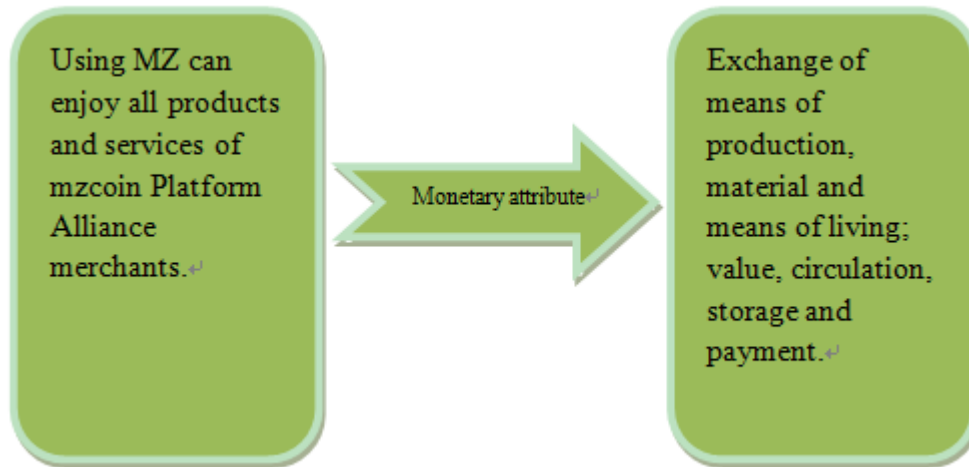 Using MZ can
enjoy all products
and services of
mzcoin Platform
Alliance
merchants.↵
Monetary attribute↵
Exchange of
means of
production,
material and
means of living;
value, circulation,
storage and
payment.↵